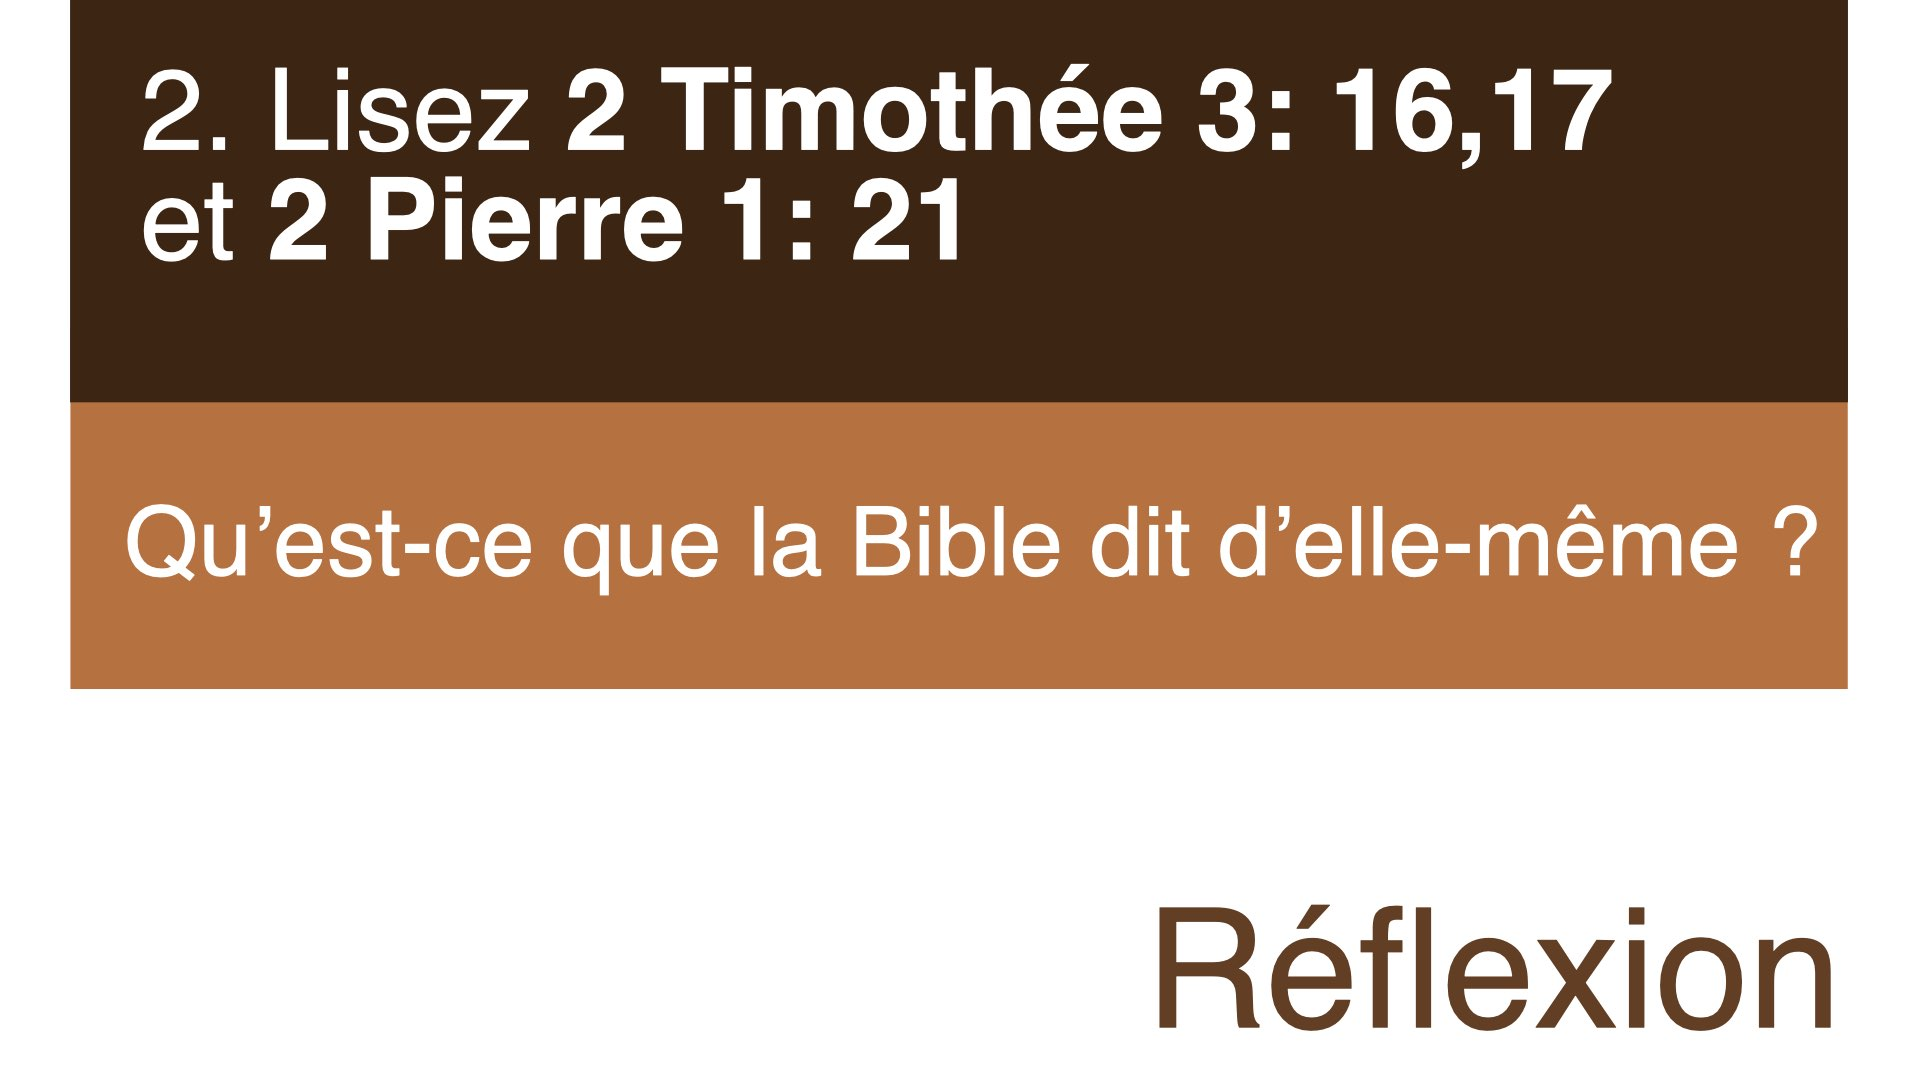 2. Lisez 2 Timothée 3: 16,17
et 2 Pierre 1: 21
Qu’est-ce que la Bible dit d’elle-même ?
Réflexion